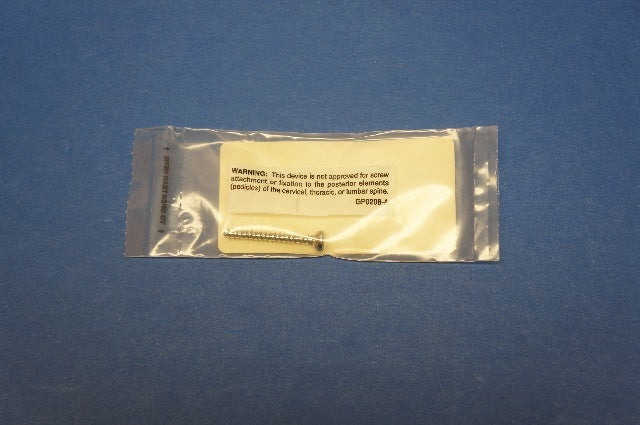 WARNING: This device is not approved for screw
attachment or fixation to the posterior elements
(pedicles) of the cervical, thoracic, or lumbar spine.
GP0208-A